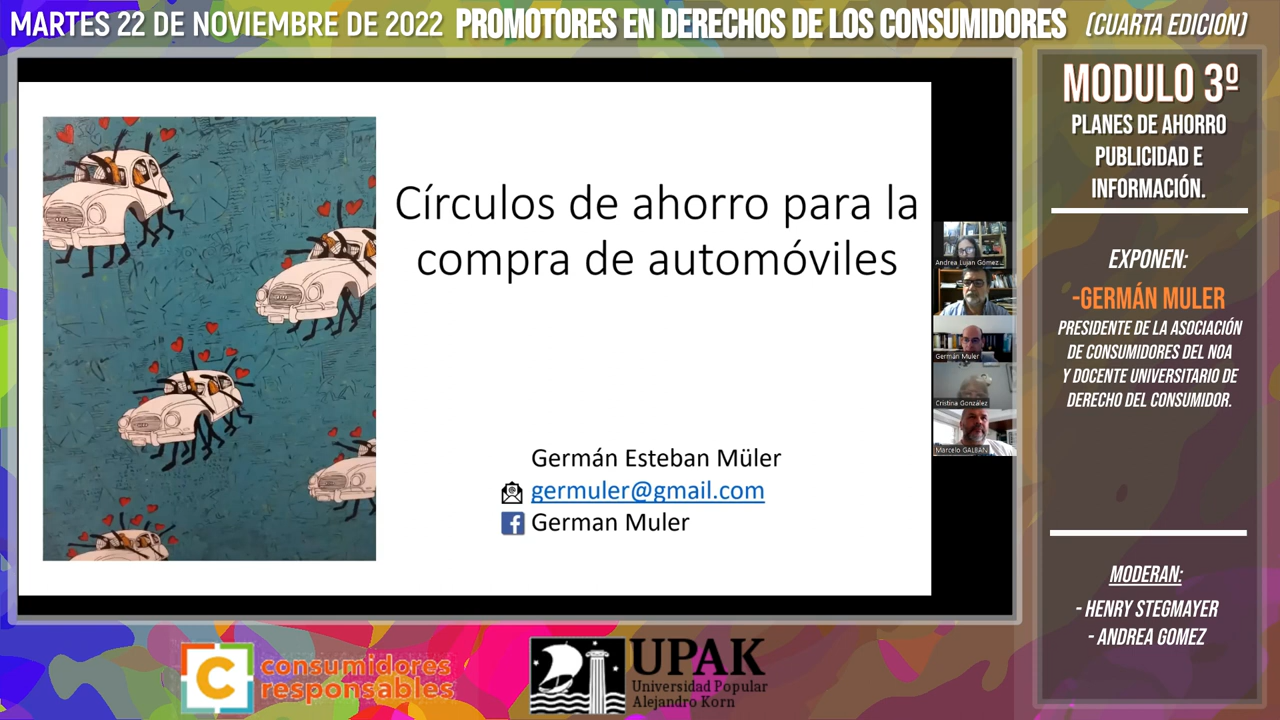 MARTES 22 DE NOVIEMBRE DE 2022 PROMOTORES EN DERECHOS DE LOS CONSUMIDORES (CUARTA EDICION)
Círculos de ahorro para la
compra de automóviles
Germán Esteban Müler
germuler@gmail.com
German Muler
Andrea Lujan Gómez...
Germán Muler
Cristina González
Marcelo GALBAN
MODULO 3º
PLANES DE AHORRO
PUBLICIDAD E
INFORMACIÓN.
EXPONEN:
-GERMÁN MULER
PRESIDENTE DE LA ASOCIACIÓN
DE CONSUMIDORES DEL NOA
Y DOCENTE UNIVERSITARIO DE
DERECHO DEL CONSUMIDOR.
MODERAN:
- HENRY STEGMAYER
- ANDREA GOMEZ
C consumidores
responsables
UPAK
Universidad Popular
Alejandro Korn